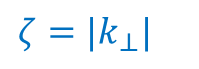 ζ = |k⊥|